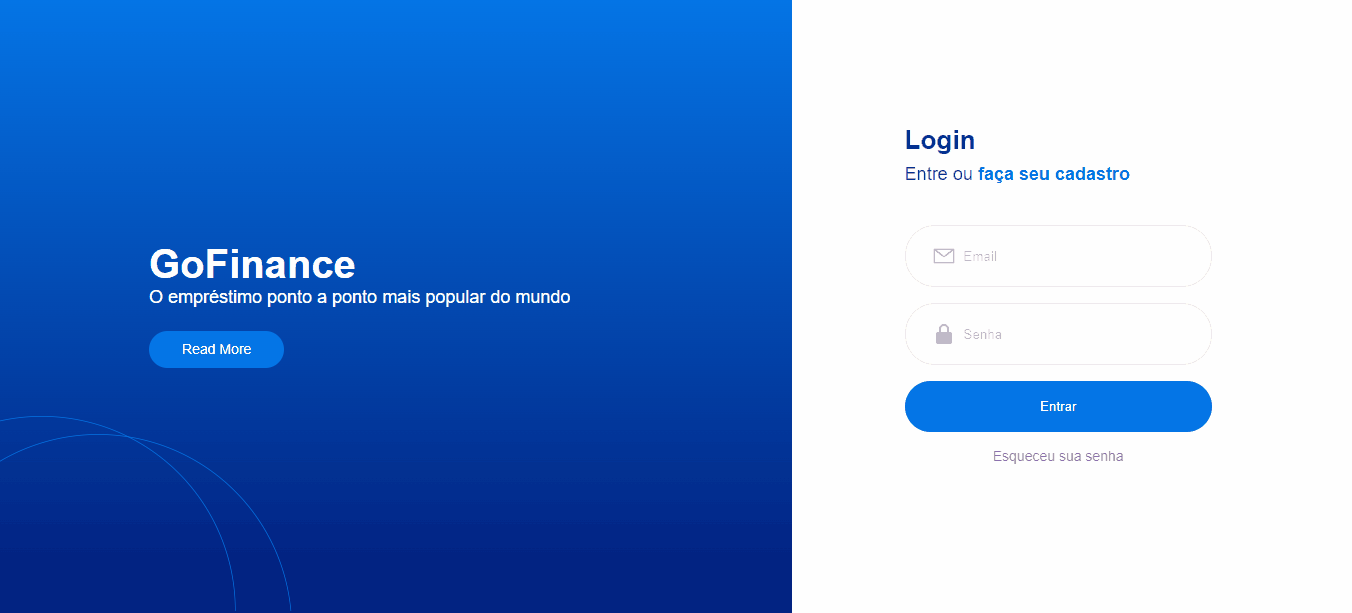 GoFinance
O empréstimo ponto a ponto mais popular do mundo
Read More
Login
Entre ou faça seu cadastro
Email
Senha
Entrar
Esqueceu sua senha